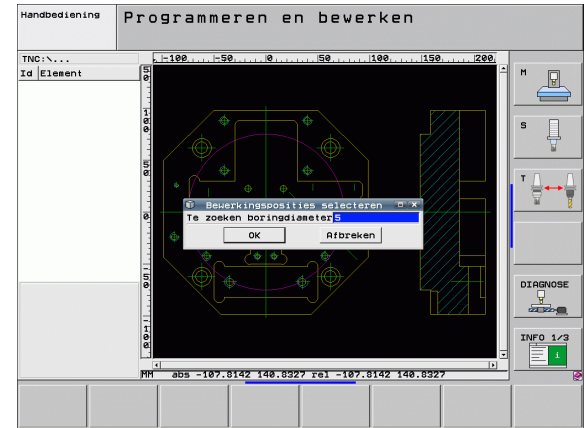 Handbediening
Programmeren en bewerken
TNC:\...
Id Element
-100 -50 0 50 100 150 200
50
M
100
S
50
T
Bewerkingsposities selecteren
Te zoeken boringdiameter 5
0
OK Afbreken
-50
DIAGNOSE
-100
INFO 1/3
i
MM abs -107.8142 140.8327 rel -107.8142 140.8327